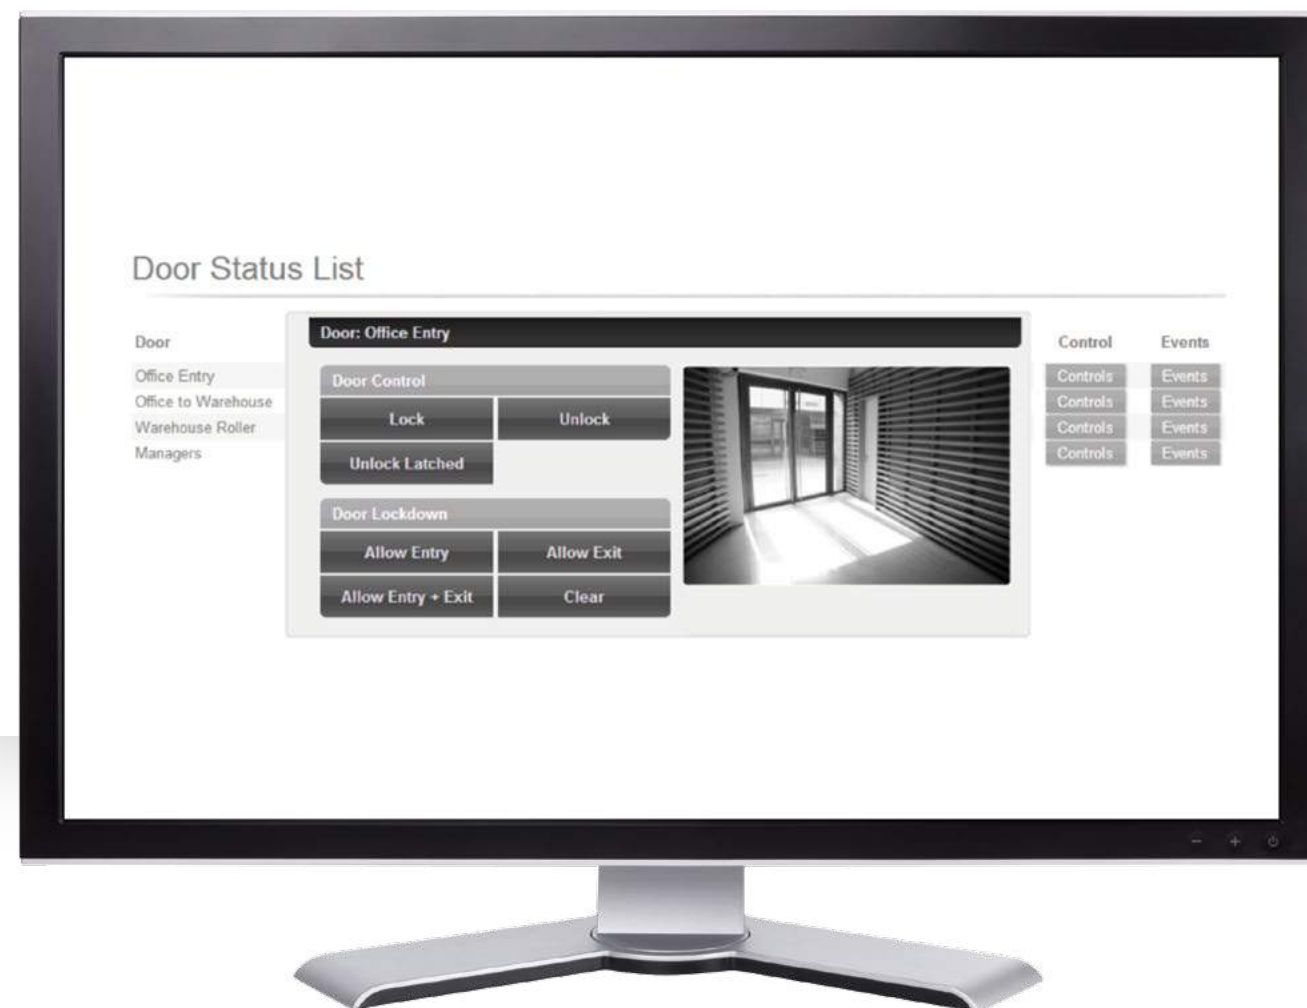 Door Status List
Door
Control Events
Office Entry
Controls Events
Office to Warehouse
Controls Events
Warehouse Roller
Controls Events
Managers
Controls Events
Door: Office Entry
Door Control
Lock Unlock
Unlock Latched
Door Lockdown
Allow Entry Allow Exit
Allow Entry + Exit Clear